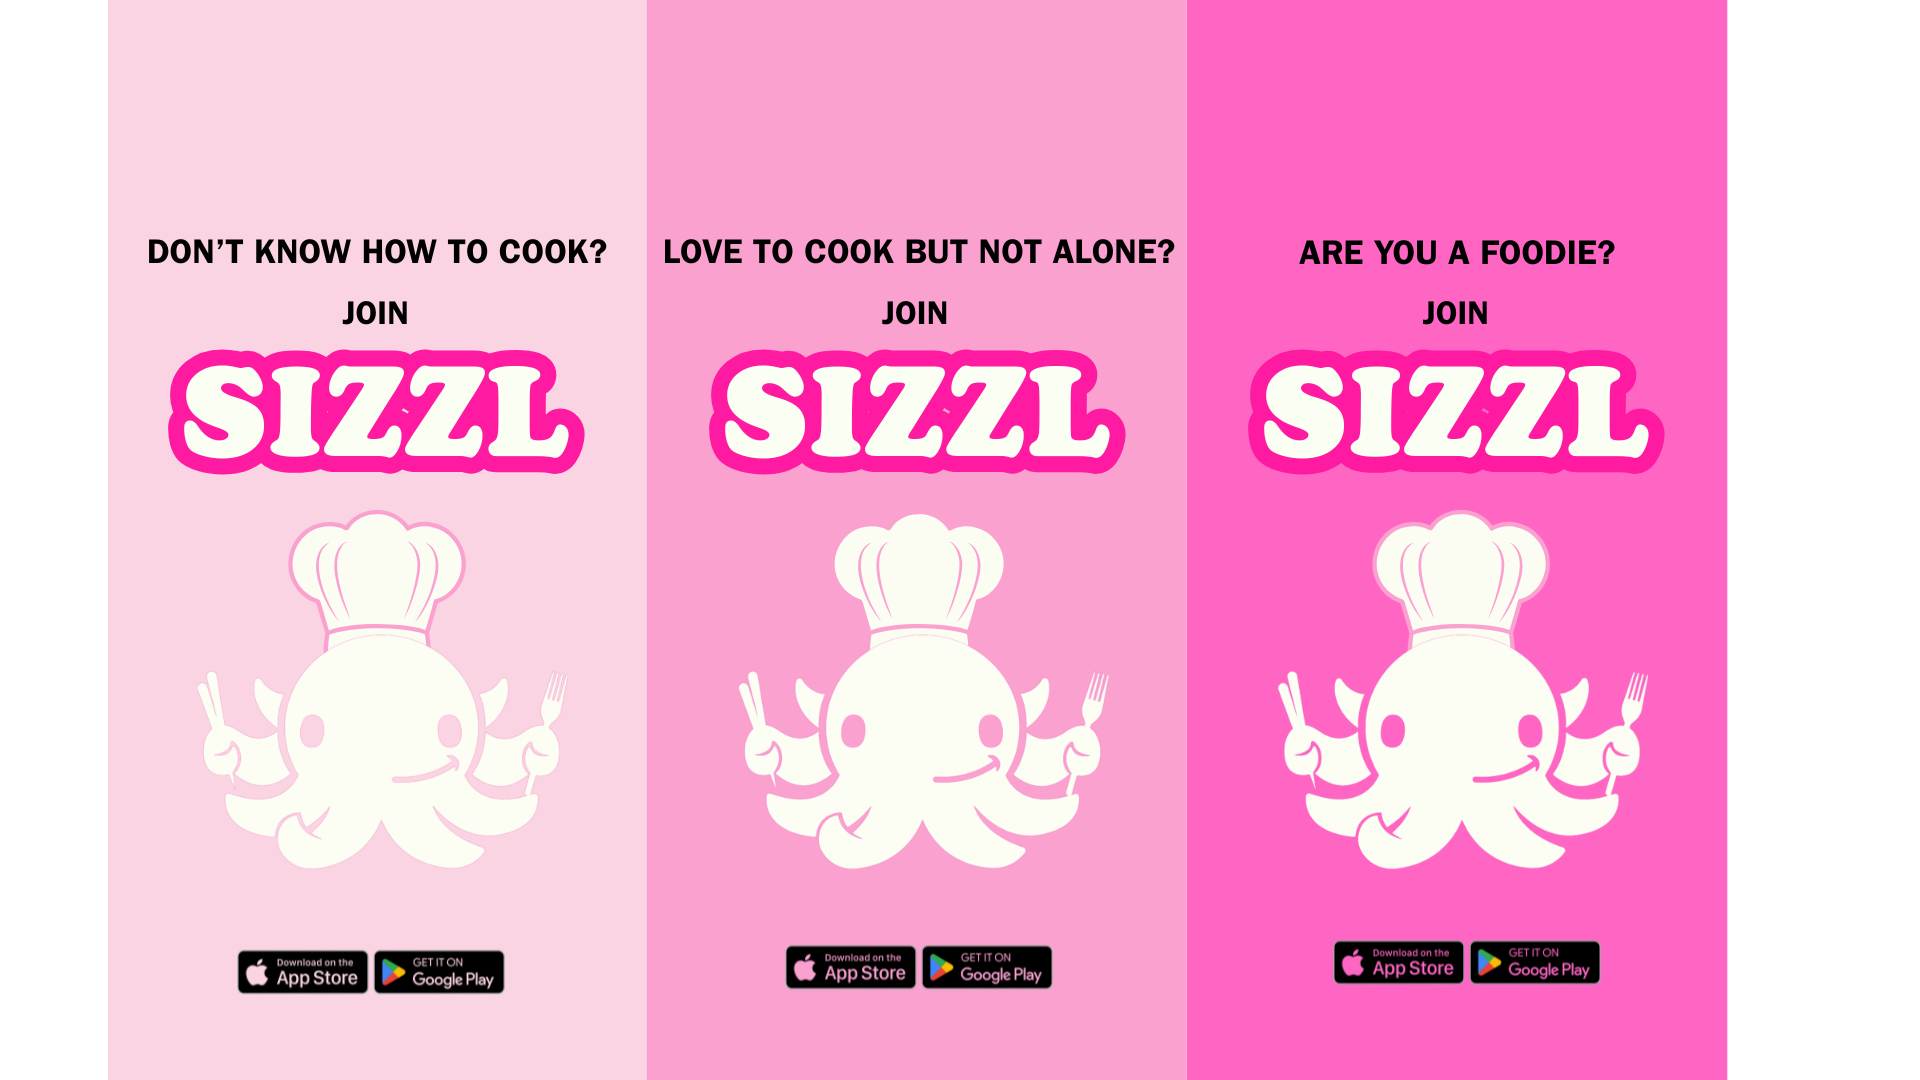 DON'T KNOW HOW TO COOK?
JOIN
SIZZL
Download on the
App Store
GET IT ON
Google Play
LOVE TO COOK BUT NOT ALONE?
JOIN
SIZZL
Download on the
App Store
GET IT ON
Google Play
ARE YOU A FOODIE?
JOIN
SIZZL
Download on the
App Store
GET IT ON
Google Play